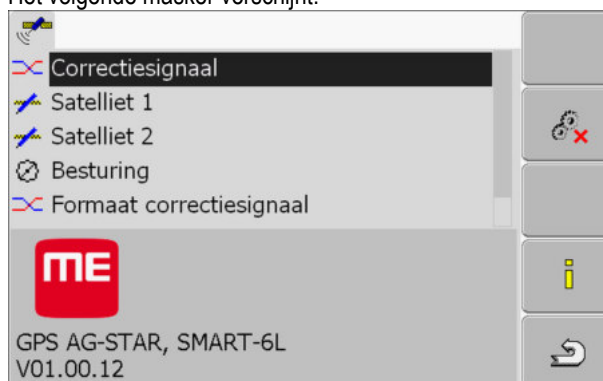 Het volgende masker verschijnt:
Correctiesignaal
Satelliet 1
Satelliet 2
Besturing
Formaat correctiesignaal
ME
GPS AG-STAR, SMART-6L
V01.00.12